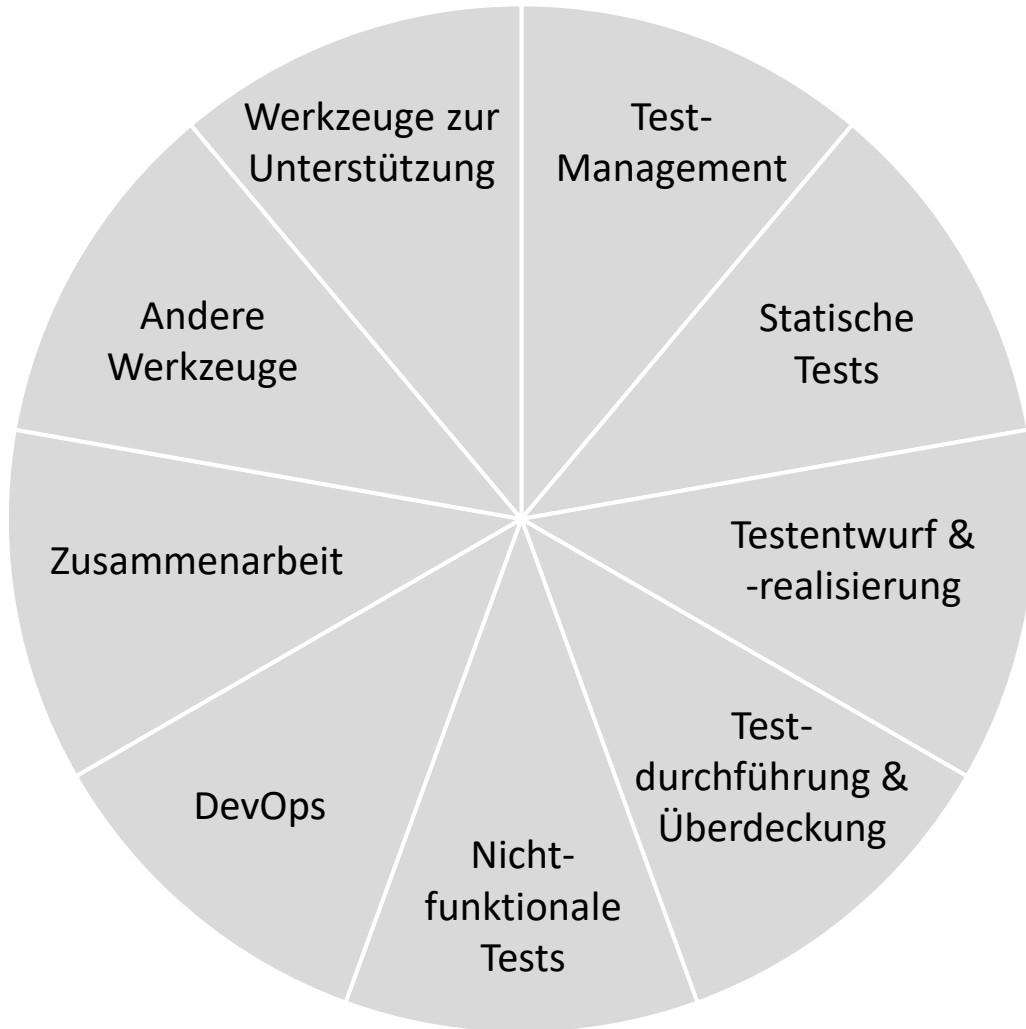 Werkzeuge zur
Unterstützung
Test-
Management
Statische
Tests
Testentwurf &
-realisierung
Test-
durchführung &
Überdeckung
Nicht-
funktionale
Tests
DevOps
Zusammenarbeit
Andere
Werkzeuge